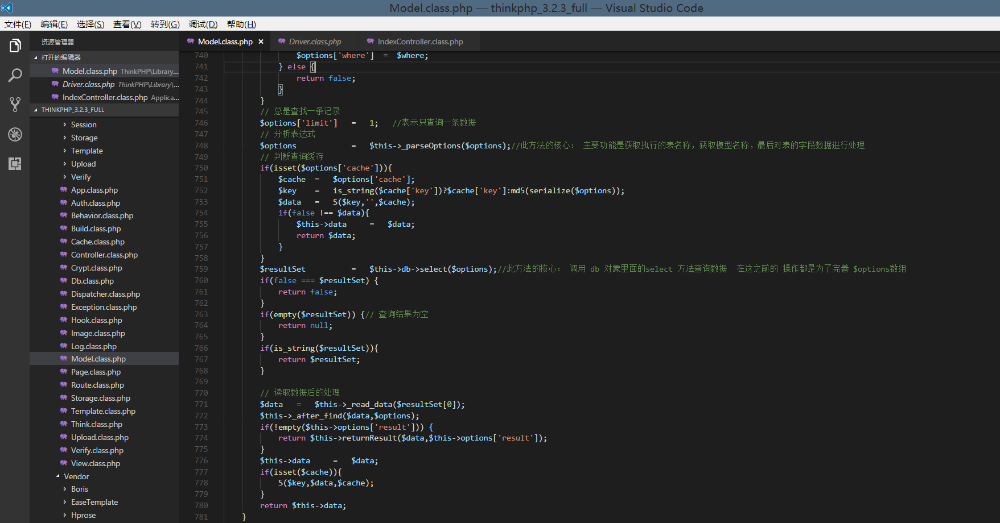 Model.class.php — thinkphp_3.2.3_full — Visual Studio Code
文件(F) 编辑(E) 选择(S) 查看(V) 转到(G) 调试(D) 帮助(H)
资源管理器
打开的编辑器
Model.class.php ThinkPHP\Library...
Driver.class.php ThinkPHP\Library\...
IndexController.class.php Applica...
THINKPHP_3.2.3_FULL
Session
Storage
Template
Upload
Verify
App.class.php
Auth.class.php
Behavior.class.php
Build.class.php
Cache.class.php
Controller.class.php
Crypt.class.php
Db.class.php
Dispatcher.class.php
Exception.class.php
Hook.class.php
Image.class.php
Log.class.php
Model.class.php
Page.class.php
Route.class.php
Storage.class.php
Template.class.php
Think.class.php
Upload.class.php
Verify.class.php
View.class.php
Vendor
Boris
EaseTemplate
Hprose
Model.class.php × Driver.class.php IndexController.class.php
740 $options['where'] = $where;
741 } else {
742 return false;
743 }
744 }
745 // 总是查找一条记录
746 $options['limit'] = 1; //表示只查询一条数据
747 // 分析表达式
748 $options = $this->_parseOptions($options);//此方法的核心： 主要功能是获取执行的表名称，获取模型名称，最后对表的字段数据进行处理
749 // 判断查询缓存
750 if(isset($options['cache'])){
751 $cache = $options['cache'];
752 $key = is_string($cache['key'])?$cache['key']:md5(serialize($options));
753 $data = S($key,'',$cache);
754 if(false !== $data){
755 $this->data = $data;
756 return $data;
757 }
758 }
759 $resultSet = $this->db->select($options);//此方法的核心： 调用 db 对象里面的select 方法查询数据 在这之前的 操作都是为了完善 $options数组
760 if(false === $resultSet) {
761 return false;
762 }
763 if(empty($resultSet)) {// 查询结果为空
764 return null;
765 }
766 if(is_string($resultSet)){
767 return $resultSet;
768 }
769
770 // 读取数据后的处理
771 $data = $this->_read_data($resultSet[0]);
772 $this->_after_find($data,$options);
773 if(!empty($this->options['result'])) {
774 return $this->returnResult($data,$this->options['result']);
775 }
776 $this->data = $data;
777 if(isset($cache)){
778 S($key,$data,$cache);
779 }
780 return $this->data;
781 }